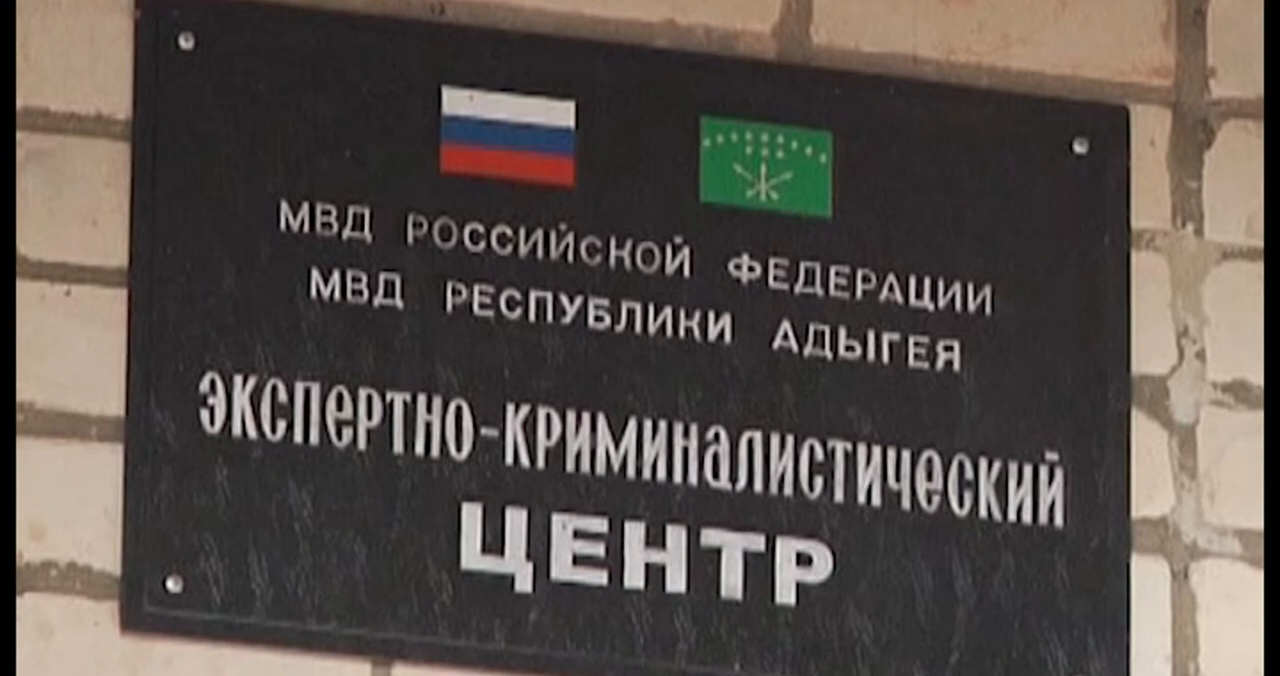 МВД РОССИЙСКОЙ ФЕДЕРАЦИИ
МВД РЕСПУБЛИКИ АДЫГЕЯ
ЭКСПЕРТНО-КРИМИНАЛИСТИЧЕСКИЙ
ЦЕНТР